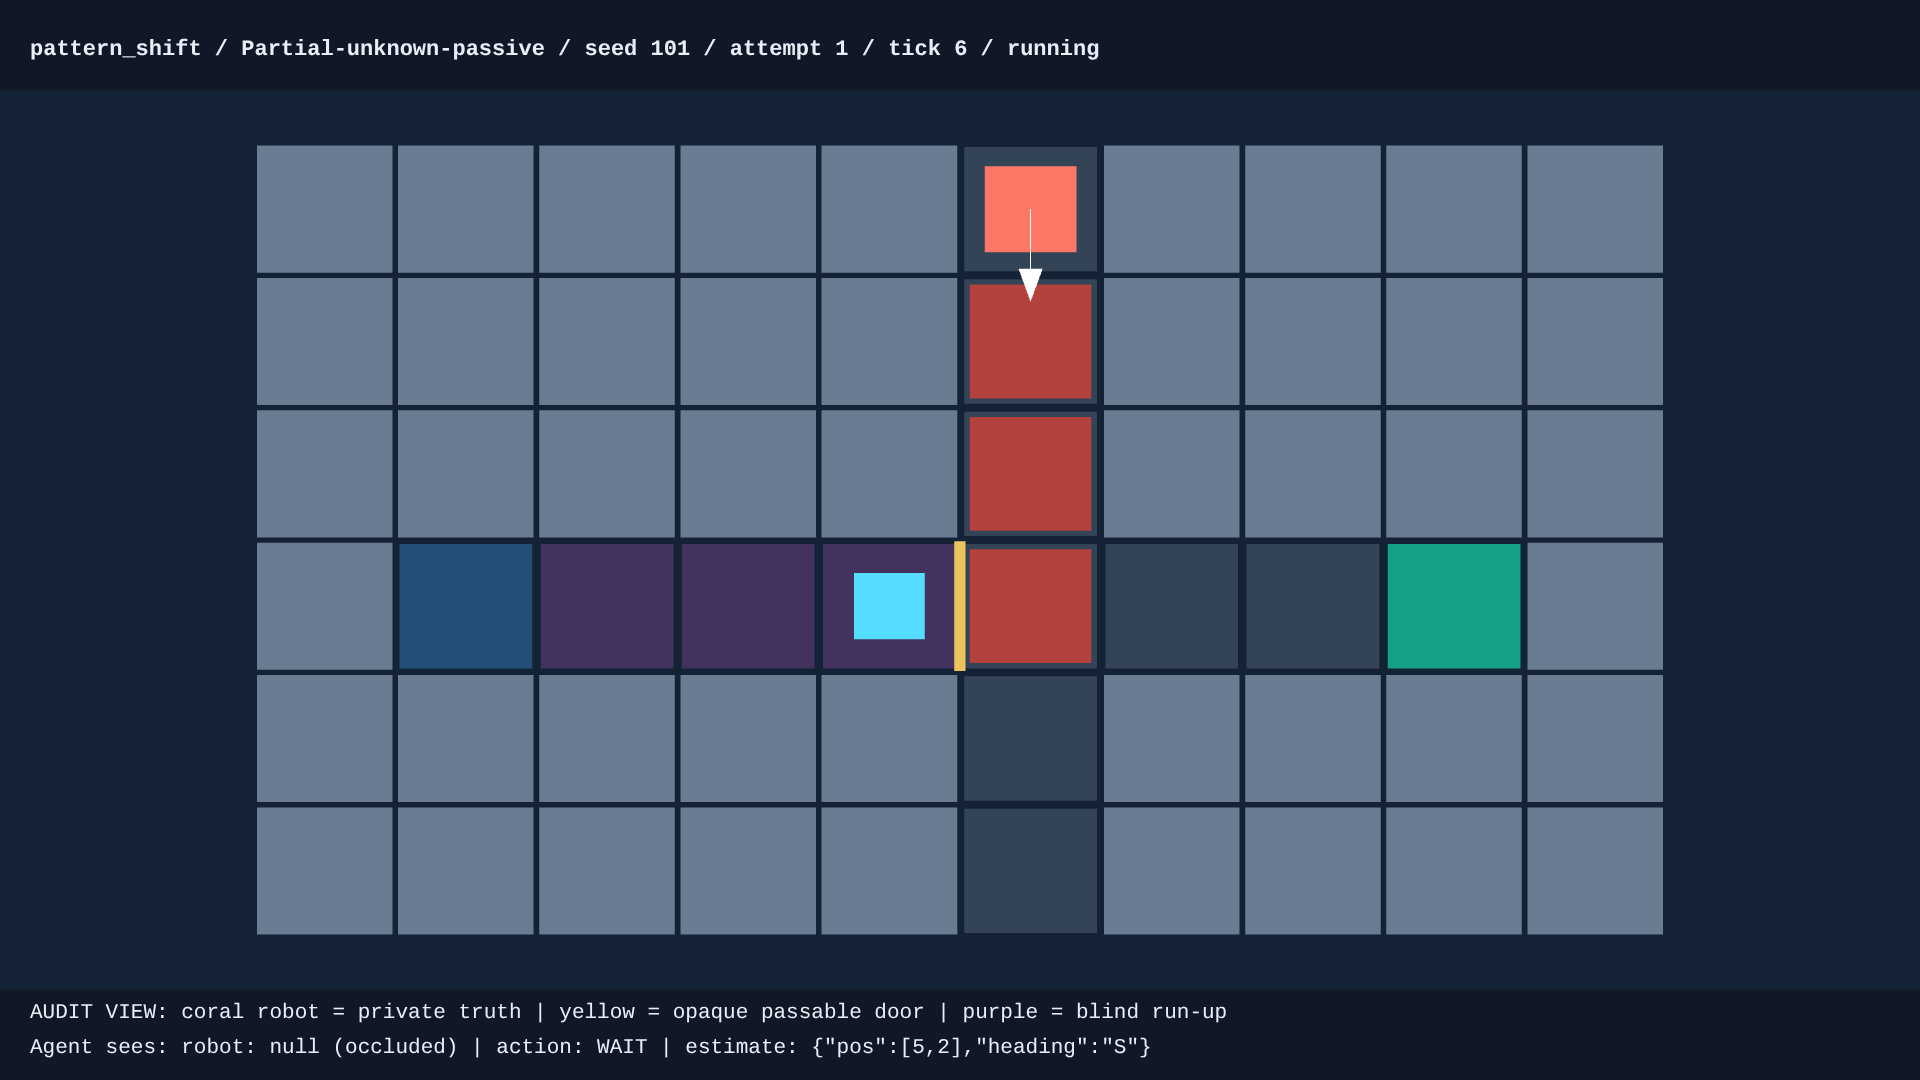 pattern_shift / Partial-unknown-passive / seed 101 / attempt 1 / tick 6 / running
AUDIT VIEW: coral robot = private truth | yellow = opaque passable door | purple = blind run-up
Agent sees: robot: null (occluded) | action: WAIT | estimate: {"pos":[5,2],"heading":"S"}